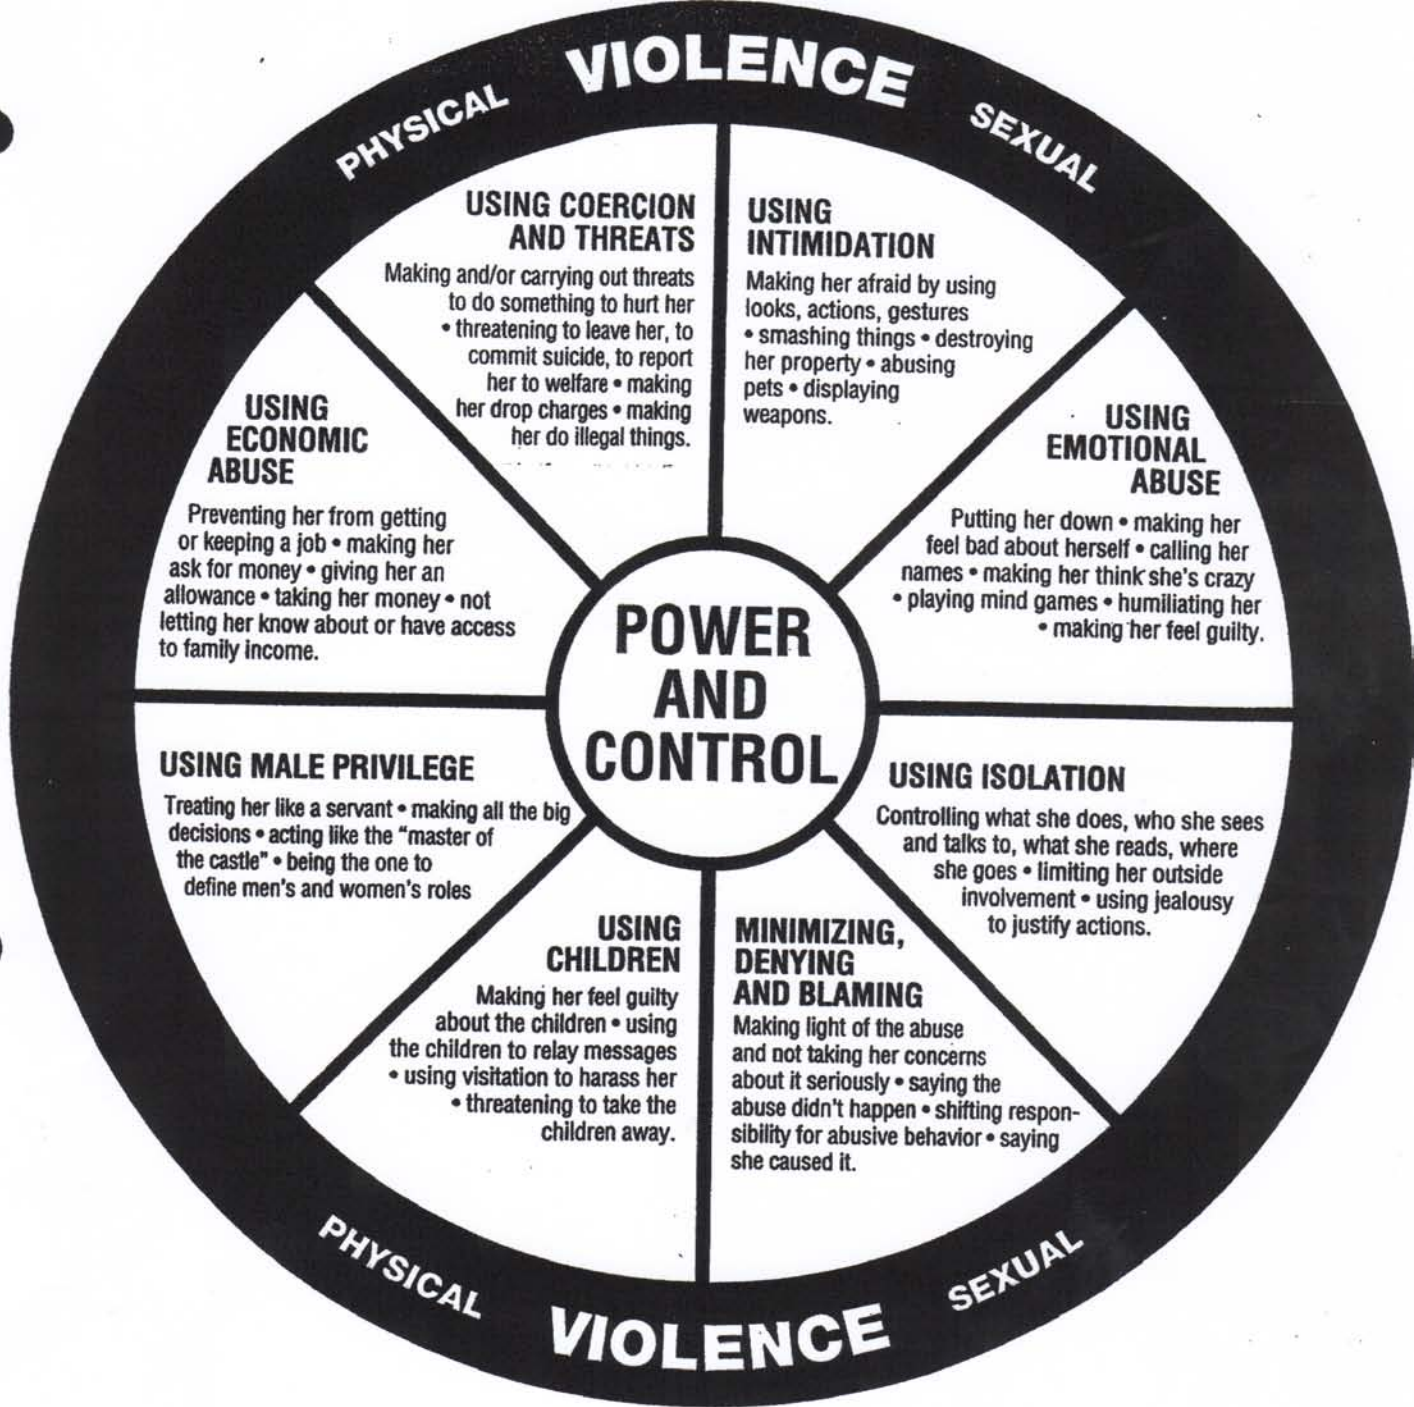 PHYSICAL VIOLENCE SEXUAL
USING COERCION
AND THREATS
Making and/or carrying out threats
to do something to hurt her
• threatening to leave her, to
commit suicide, to report
her to welfare • making
her drop charges • making
her do illegal things.
USING
INTIMIDATION
Making her afraid by using
looks, actions, gestures
• smashing things • destroying
her property • abusing
pets • displaying
weapons.
USING
EMOTIONAL
ABUSE
Putting her down • making her
feel bad about herself • calling her
names • making her think she's crazy
• playing mind games • humiliating her
• making her feel guilty.
USING ISOLATION
Controlling what she does, who she sees
and talks to, what she reads, where
she goes • limiting her outside
involvement • using jealousy
to justify actions.
MINIMIZING,
DENYING
AND BLAMING
Making light of the abuse
and not taking her concerns
about it seriously • saying the
abuse didn't happen • shifting respon-
sibility for abusive behavior • saying
she caused it.
USING
CHILDREN
Making her feel guilty
about the children • using
the children to relay messages
• using visitation to harass her
• threatening to take the
children away.
USING MALE PRIVILEGE
Treating her like a servant • making all the big
decisions • acting like the "master of
the castle" • being the one to
define men's and women's roles
USING
ECONOMIC
ABUSE
Preventing her from getting
or keeping a job • making her
ask for money • giving her an
allowance • taking her money • not
letting her know about or have access
to family income.
POWER
AND
CONTROL
PHYSICAL VIOLENCE SEXUAL